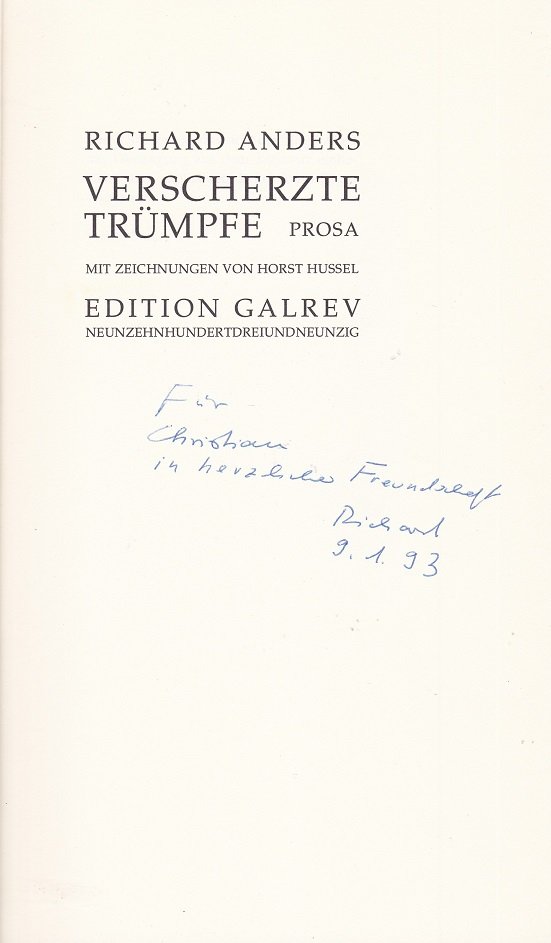 RICHARD ANDERS
VERSCHERZTE
TRÜMPFE PROSA
MIT ZEICHNUNGEN VON HORST HUSSEL
EDITION GALREV
NEUNZEHNHUNDERTDREIUNDNEUNZIG
Für
Christian
in herzlicher Freundschaft
Richard
9. 1. 93